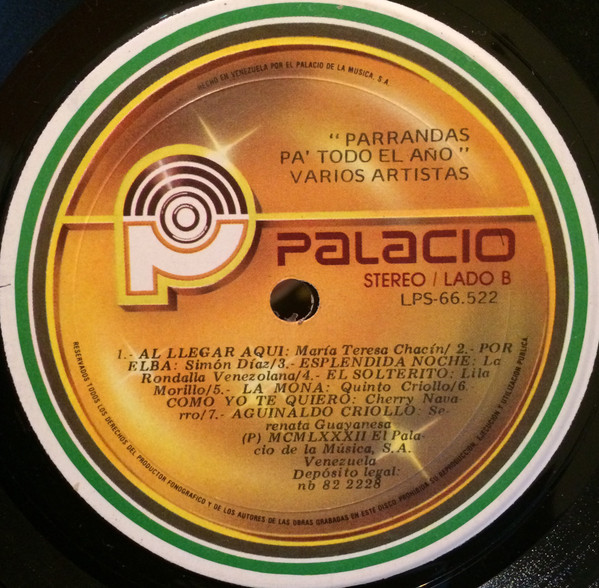 HECHO EN VENEZUELA POR EL PALACIO DE LA MUSICA, S.A.
" PARRANDAS
PA' TODO EL AÑO "
VARIOS ARTISTAS
PALACIO
STEREO / LADO B
LPS-66.522
1.- AL LLEGAR AQUI: María Teresa Chacín/ 2.- POR
ELBA: Simón Díaz/3.- ESPLENDIDA NOCHE: La
Rondalla Venezolana/4.- EL SOLTERITO: Lila
Morillo/5.- LA MONA: Quinto Criollo/6.
COMO YO TE QUIERO: Cherry Nava-
rro/7.- AGUINALDO CRIOLLO: Se-
renata Guayanesa
(P) MCMLXXXII El Pala-
cio de la Música, S.A.
Venezuela
Depósito legal:
nb 82 2228
RESERVADOS TODOS LOS DERECHOS DEL PRODUCTOR FONOGRAFICO Y DE LOS AUTORES DE LAS OBRAS GRABADAS EN ESTE DISCO. PROHIBIDA SU REPRODUCCION, EJECUCION Y UTILIZACION PUBLICA.